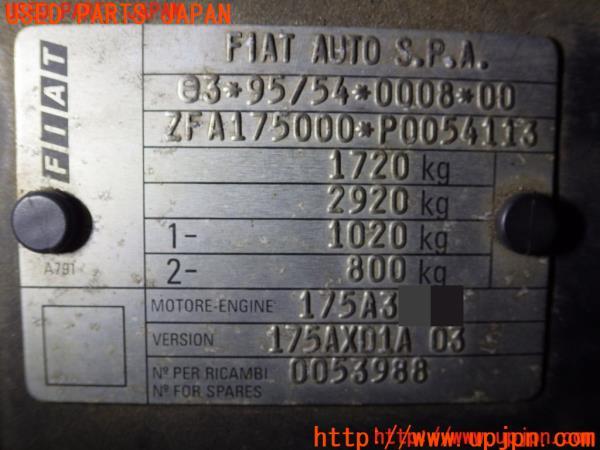 USED PARTS JAPAN
FIAT
FIAT AUTO S.P.A.
e3*95/54*0008*00
ZFA175000*P0054113
1720 kg
2920 kg
1- 1020 kg
2- 800 kg
A791
MOTORE-ENGINE 175A3
VERSION 175AXD1A 03
Nº PER RICAMBI 0053988
Nº FOR SPARES
http://www.upjpn.com/